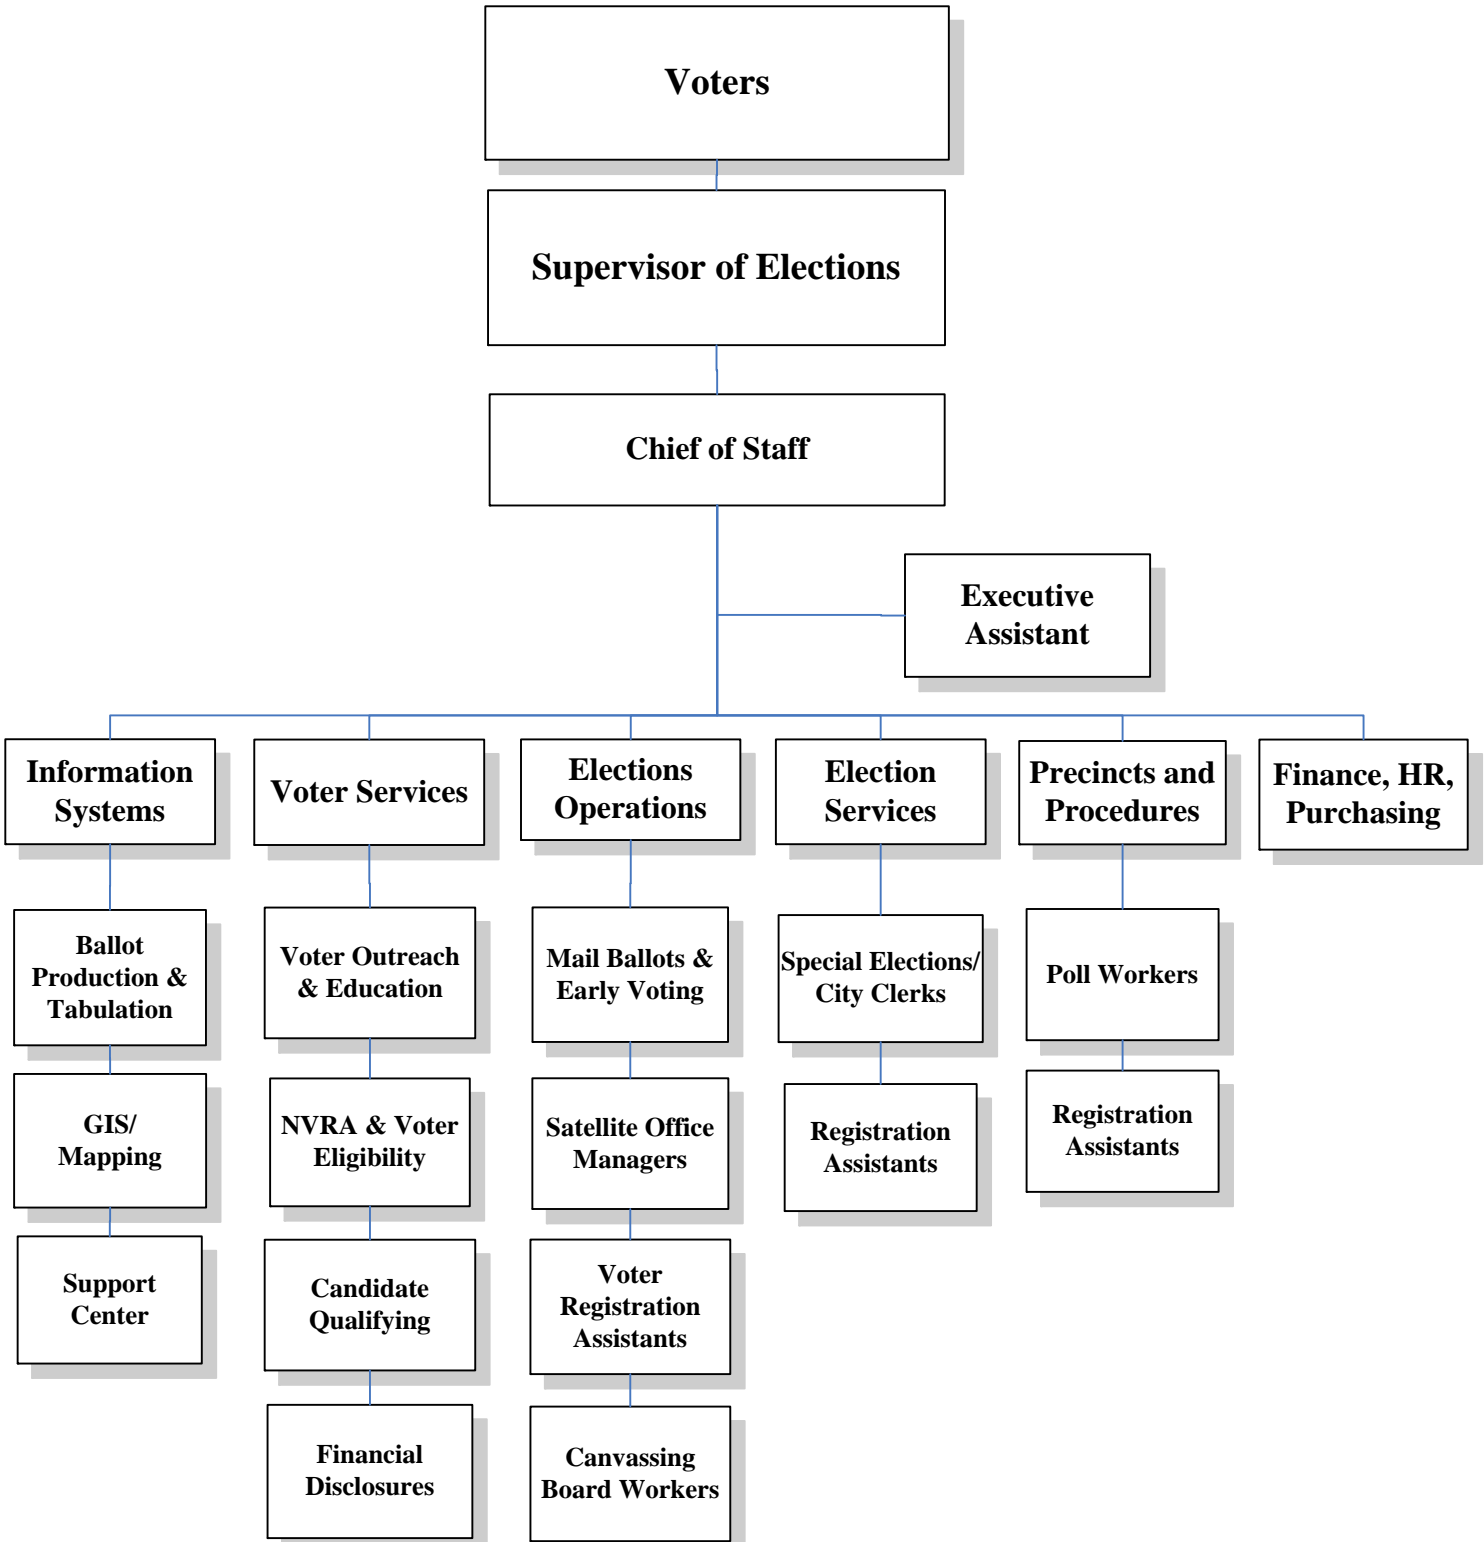 Voters
Supervisor of Elections
Chief of Staff
Executive
Assistant
Information
Systems
Voter Services
Elections
Operations
Election
Services
Precincts and
Procedures
Finance, HR,
Purchasing
Ballot
Production &
Tabulation
Voter Outreach
& Education
Mail Ballots &
Early Voting
Special Elections/
City Clerks
Poll Workers
GIS/
Mapping
NVRA & Voter
Eligibility
Satellite Office
Managers
Registration
Assistants
Registration
Assistants
Support
Center
Candidate
Qualifying
Voter
Registration
Assistants
Financial
Disclosures
Canvassing
Board Workers